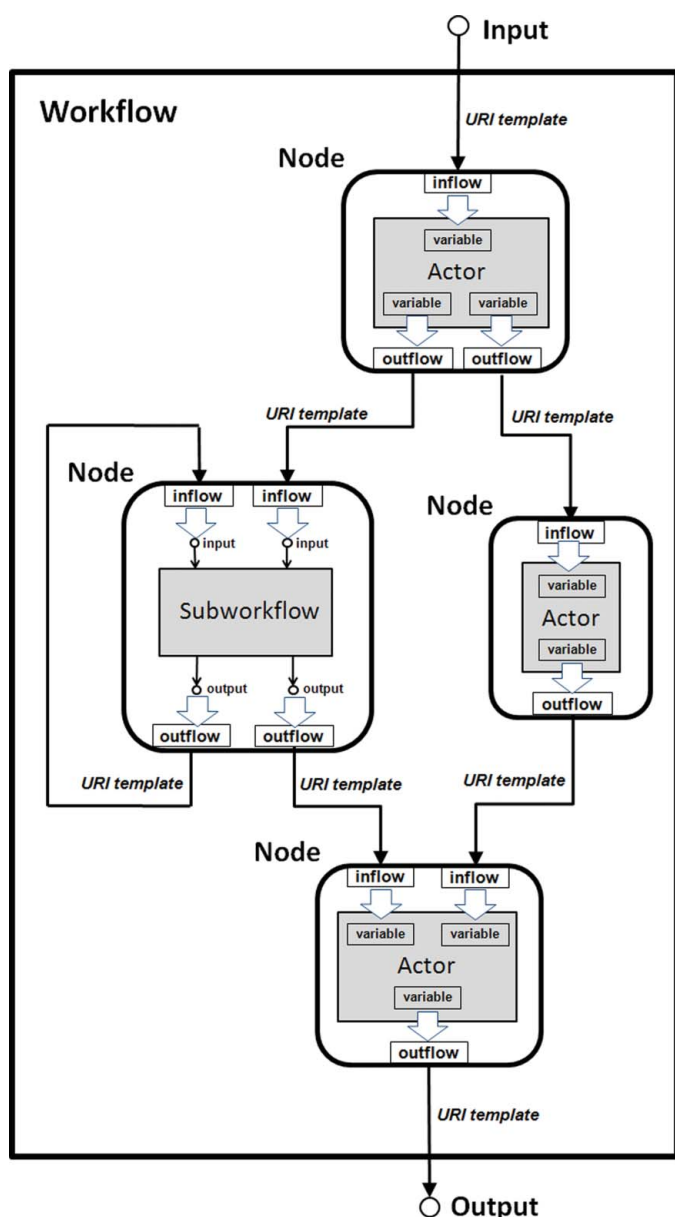 Input
Workflow
URI template
Node
inflow
variable
Actor
variable variable
outflow outflow
URI template URI template
Node
inflow inflow
input input
Subworkflow
output output
outflow outflow
Node
inflow
variable
Actor
variable
outflow
URI template URI template URI template
Node
inflow inflow
variable variable
Actor
variable
outflow
URI template
Output